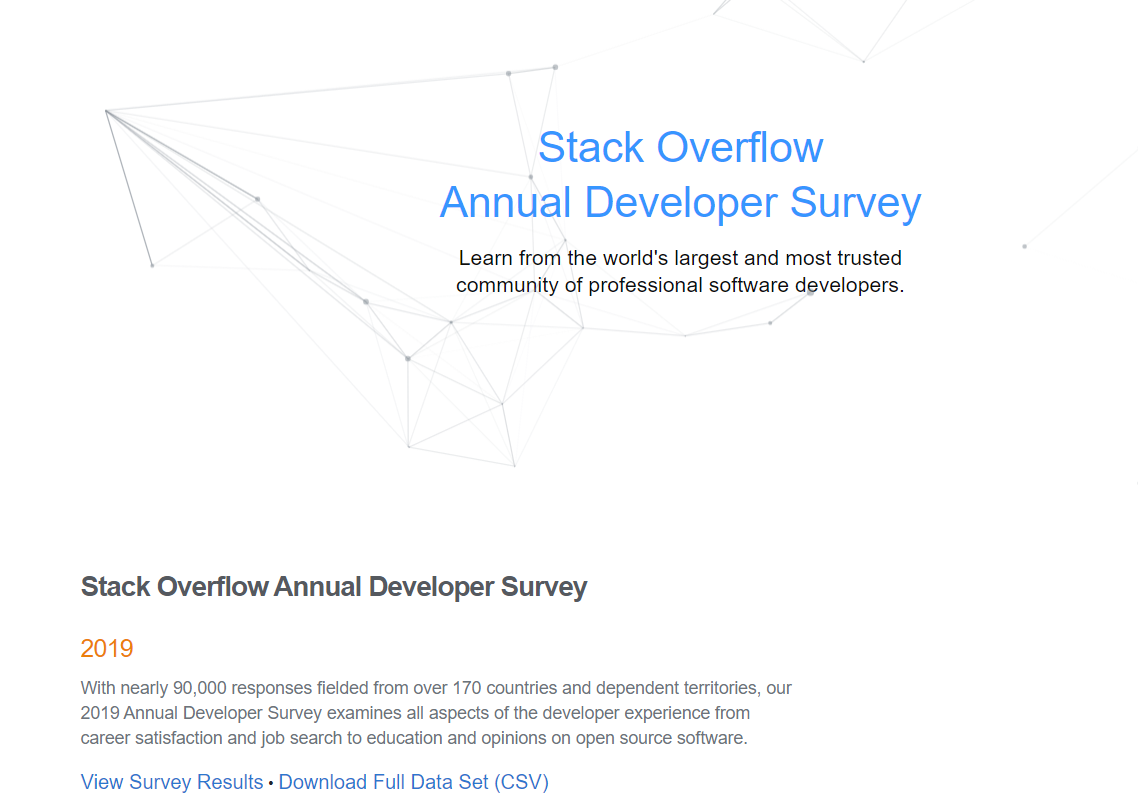 Stack Overflow
Annual Developer Survey
Learn from the world's largest and most trusted
community of professional software developers.
Stack Overflow Annual Developer Survey
2019
With nearly 90,000 responses fielded from over 170 countries and dependent territories, our
2019 Annual Developer Survey examines all aspects of the developer experience from
career satisfaction and job search to education and opinions on open source software.
View Survey Results • Download Full Data Set (CSV)